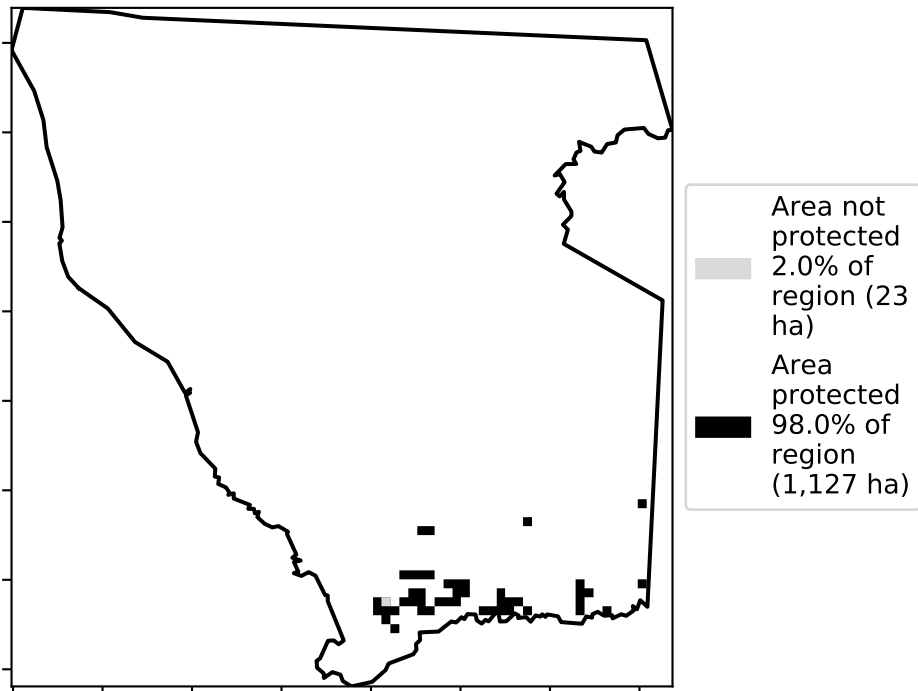 Area not
protected
2.0% of
region (23
ha)
Area
protected
98.0% of
region
(1,127 ha)